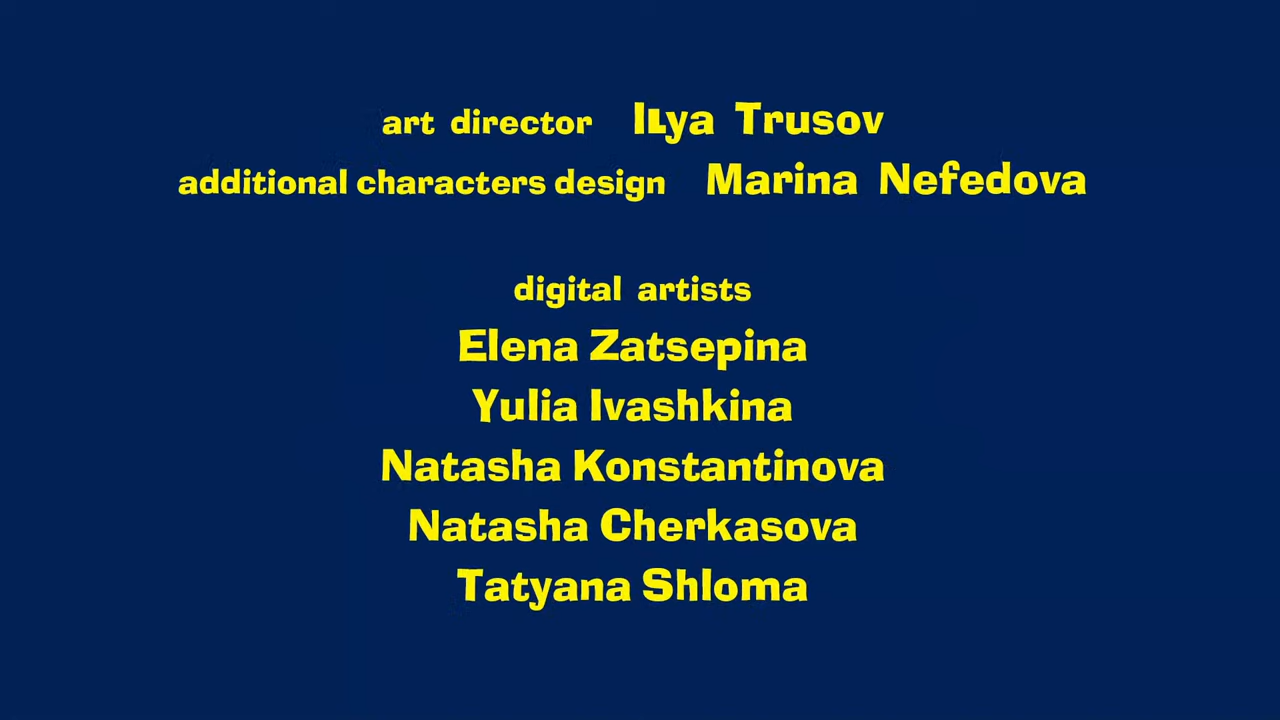 art director Ilya Trusov
additional characters design Marina Nefedova
digital artists
Elena Zatsepina
Yulia Ivashkina
Natasha Konstantinova
Natasha Cherkasova
Tatyana Shloma